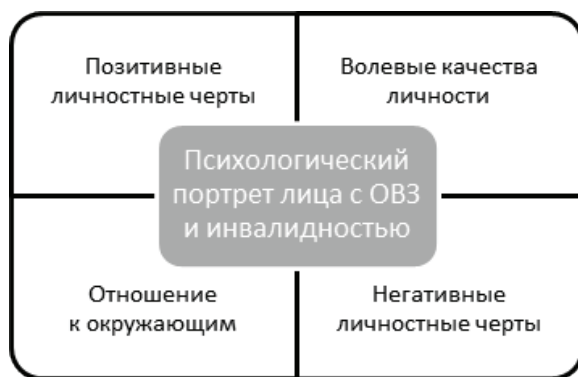 Позитивные
личностные черты
Волевые качества
личности
Психологический
портрет лица с ОВЗ
и инвалидностью
Отношение
к окружающим
Негативные
личностные черты